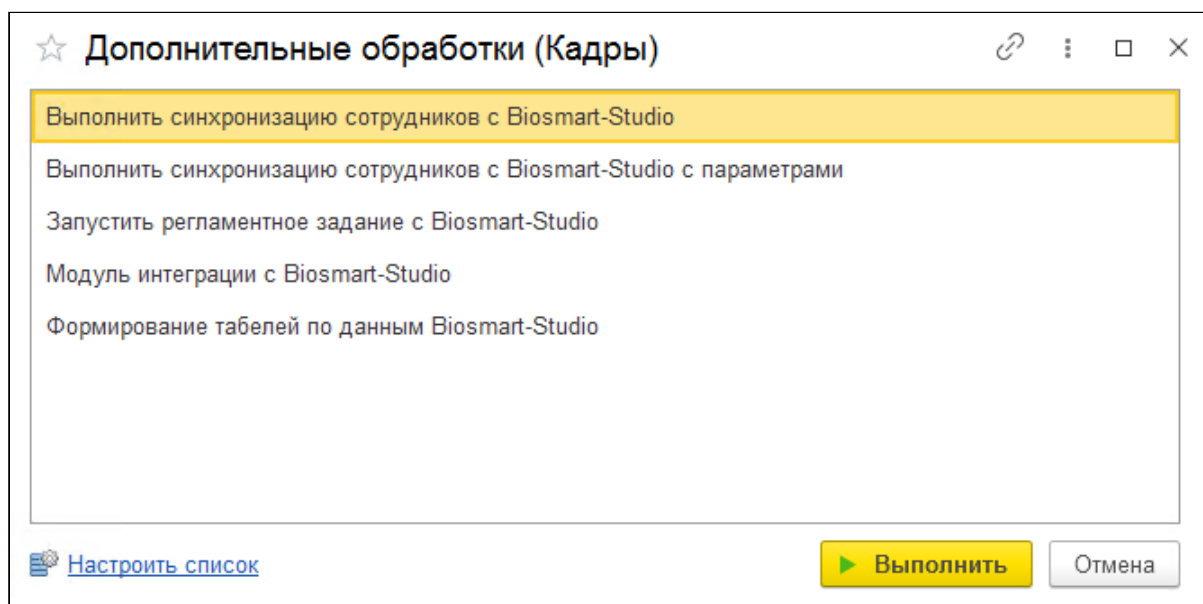 Дополнительные обработки (Кадры)
Выполнить синхронизацию сотрудников с Biosmart-Studio
Выполнить синхронизацию сотрудников с Biosmart-Studio с параметрами
Запустить регламентное задание с Biosmart-Studio
Модуль интеграции с Biosmart-Studio
Формирование табелей по данным Biosmart-Studio
Настроить список
Выполнить
Отмена